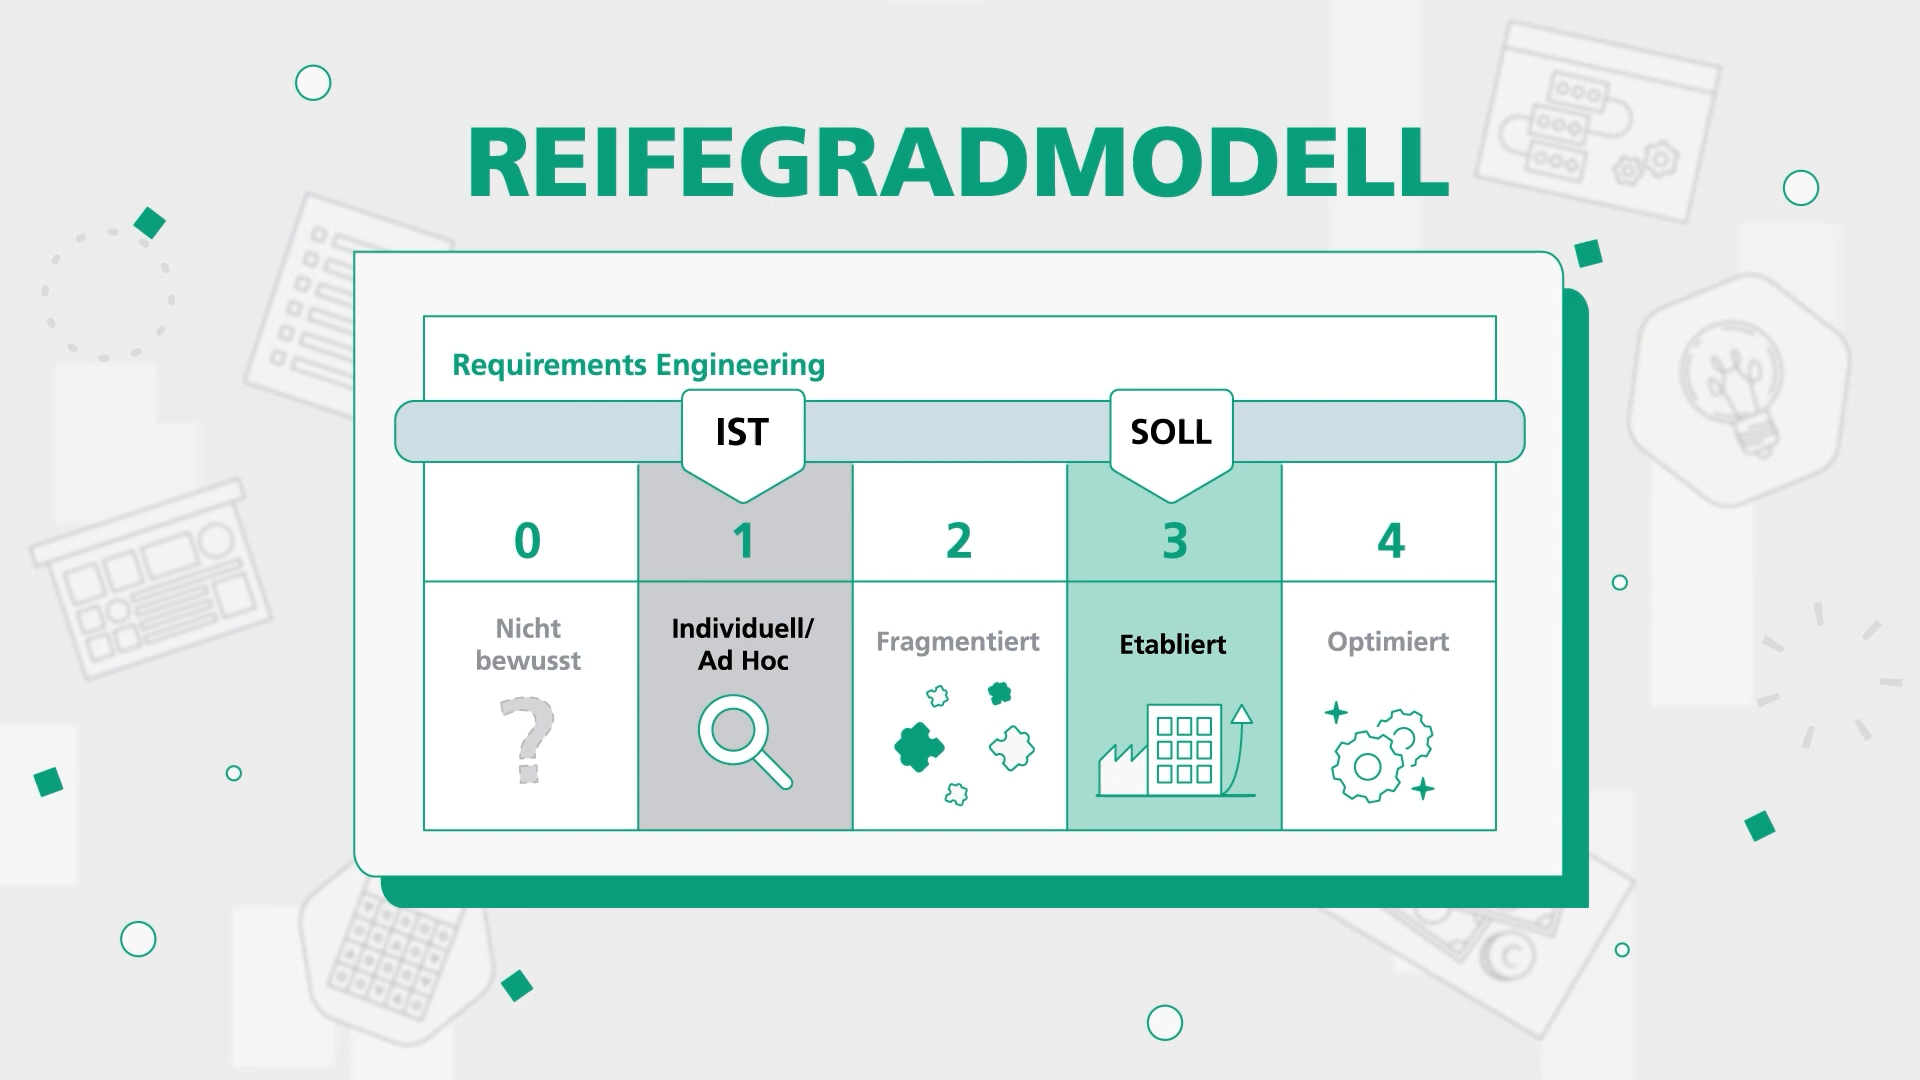 REIFEGRADMODELL
Requirements Engineering
IST
SOLL
0
1
2
3
4
Nicht
bewusst
Individuell/
Ad Hoc
Fragmentiert
Etabliert
Optimiert
?